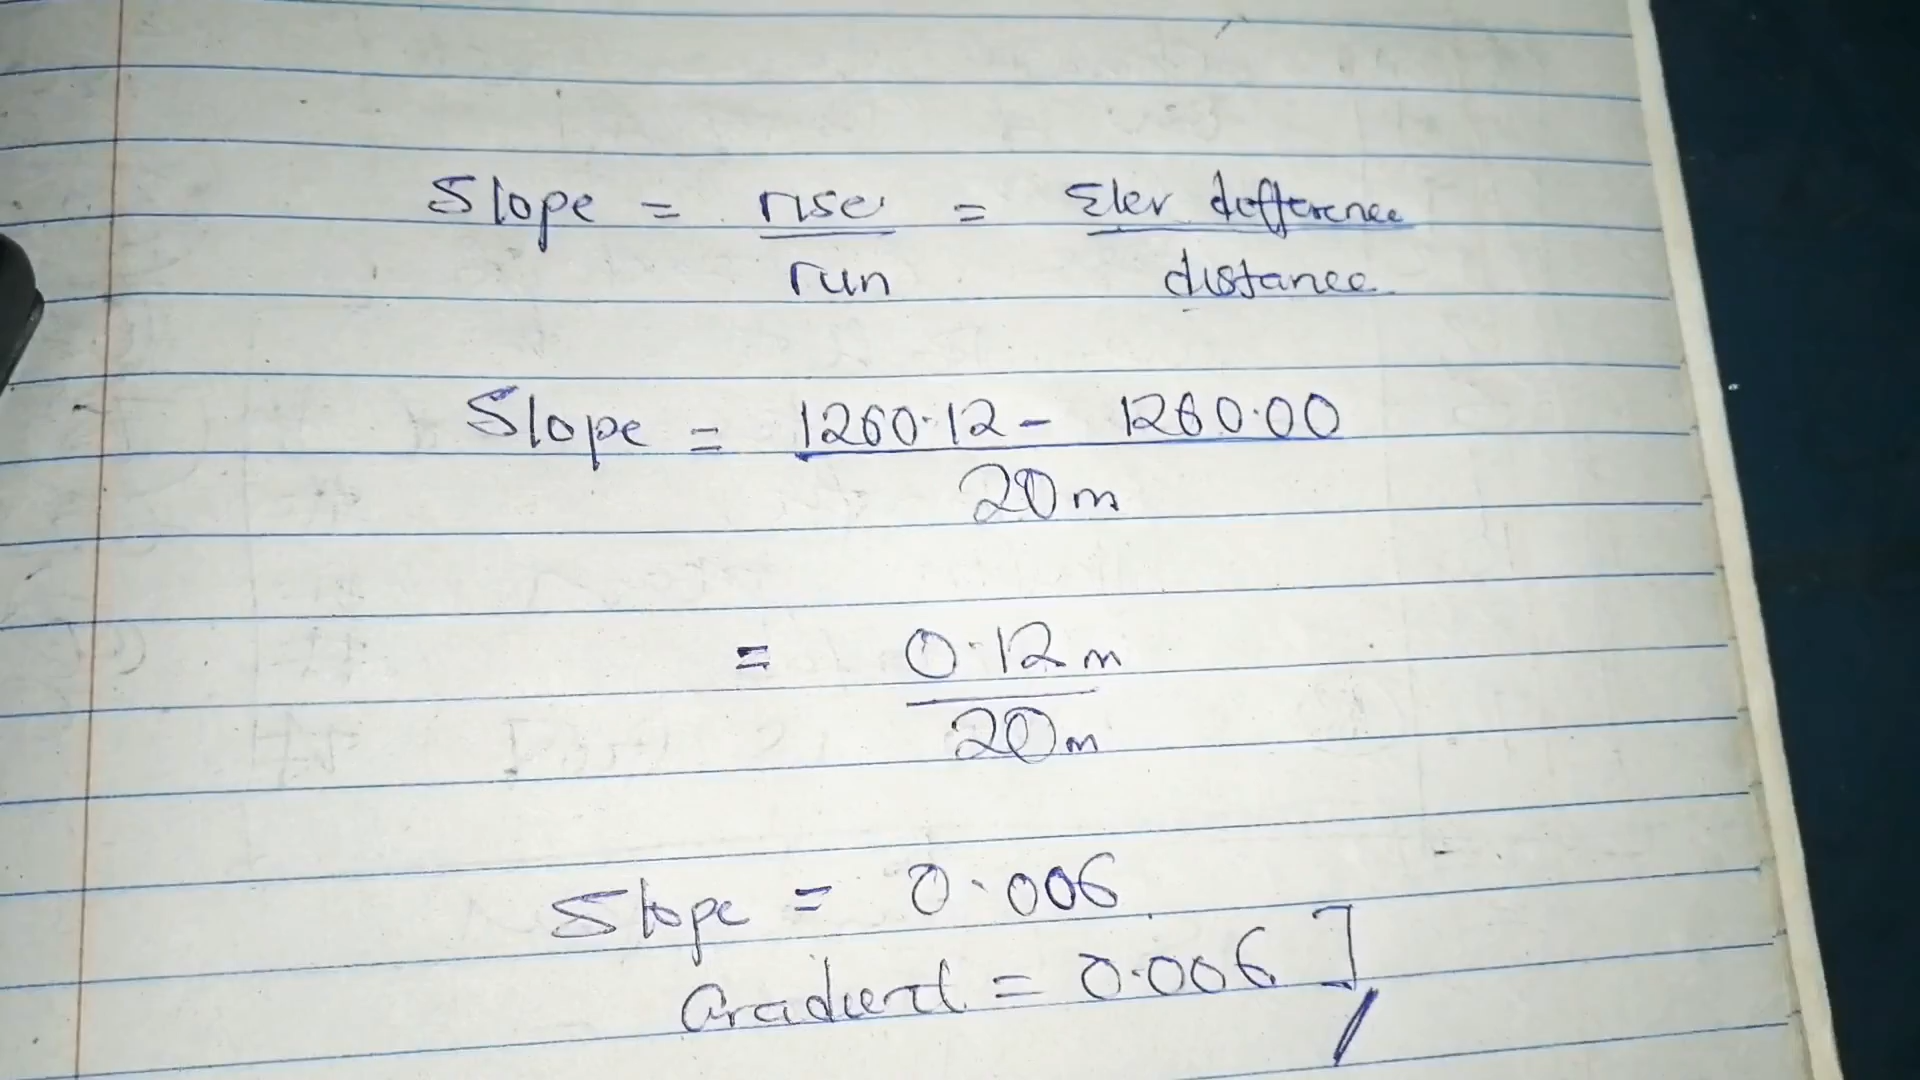 Slope = rise = Elev difference
run distance
Slope = 1260.12 - 1260.00
20m
= 0.12m
20m
Slope = 0.006
Gradient = 0.006]